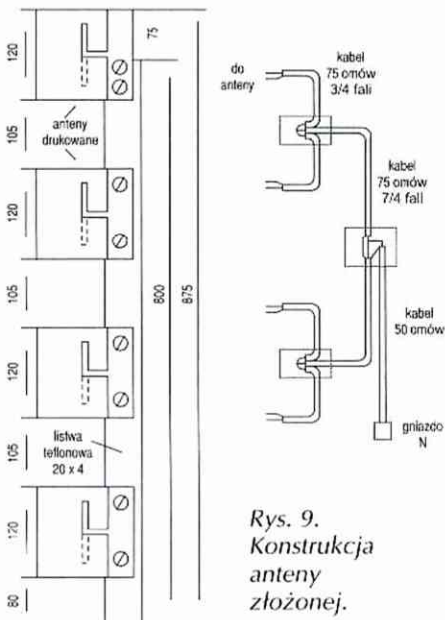 120
105
120
105
120
105
120
80
75
anteny
drukowane
listwa
teflonowa
20 x 4
800
875
do
anteny
kabel
75 omów
3/4 fali
kabel
75 omów
7/4 fali
kabel
50 omów
gniazdo
N
Rys. 9.
Konstrukcja
anteny
złożonej.